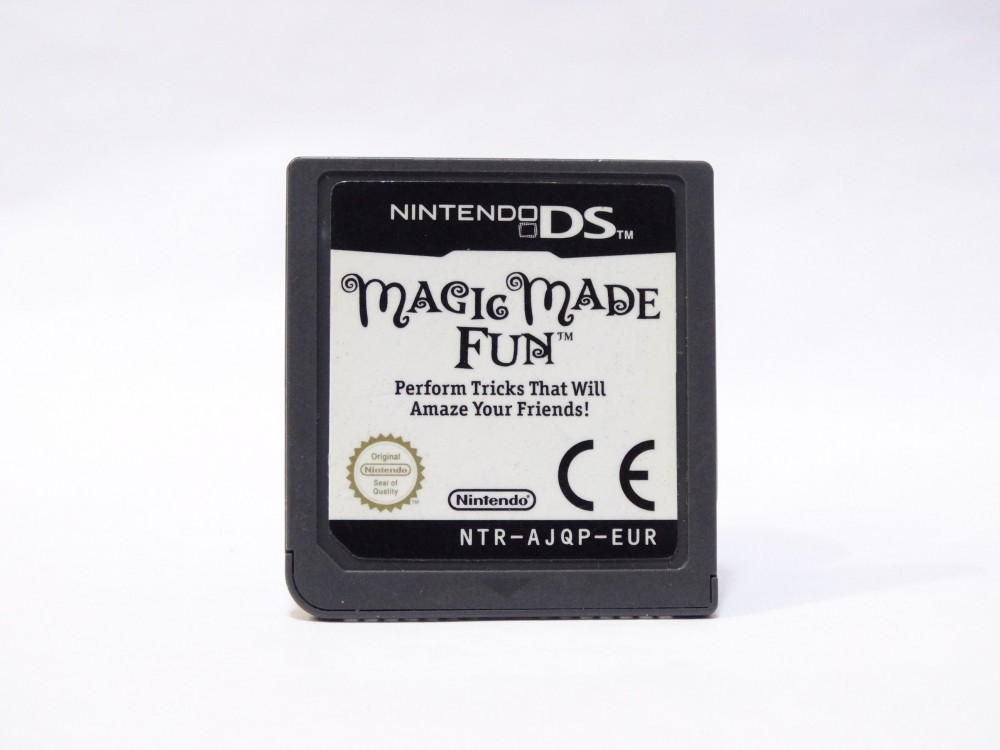 NINTENDO DS™
MAGIC MADE
FUN™
Perform Tricks That Will
Amaze Your Friends!
Original
Nintendo
Seal of
Quality
™
Nintendo®
CE
NTR-AJQP-EUR